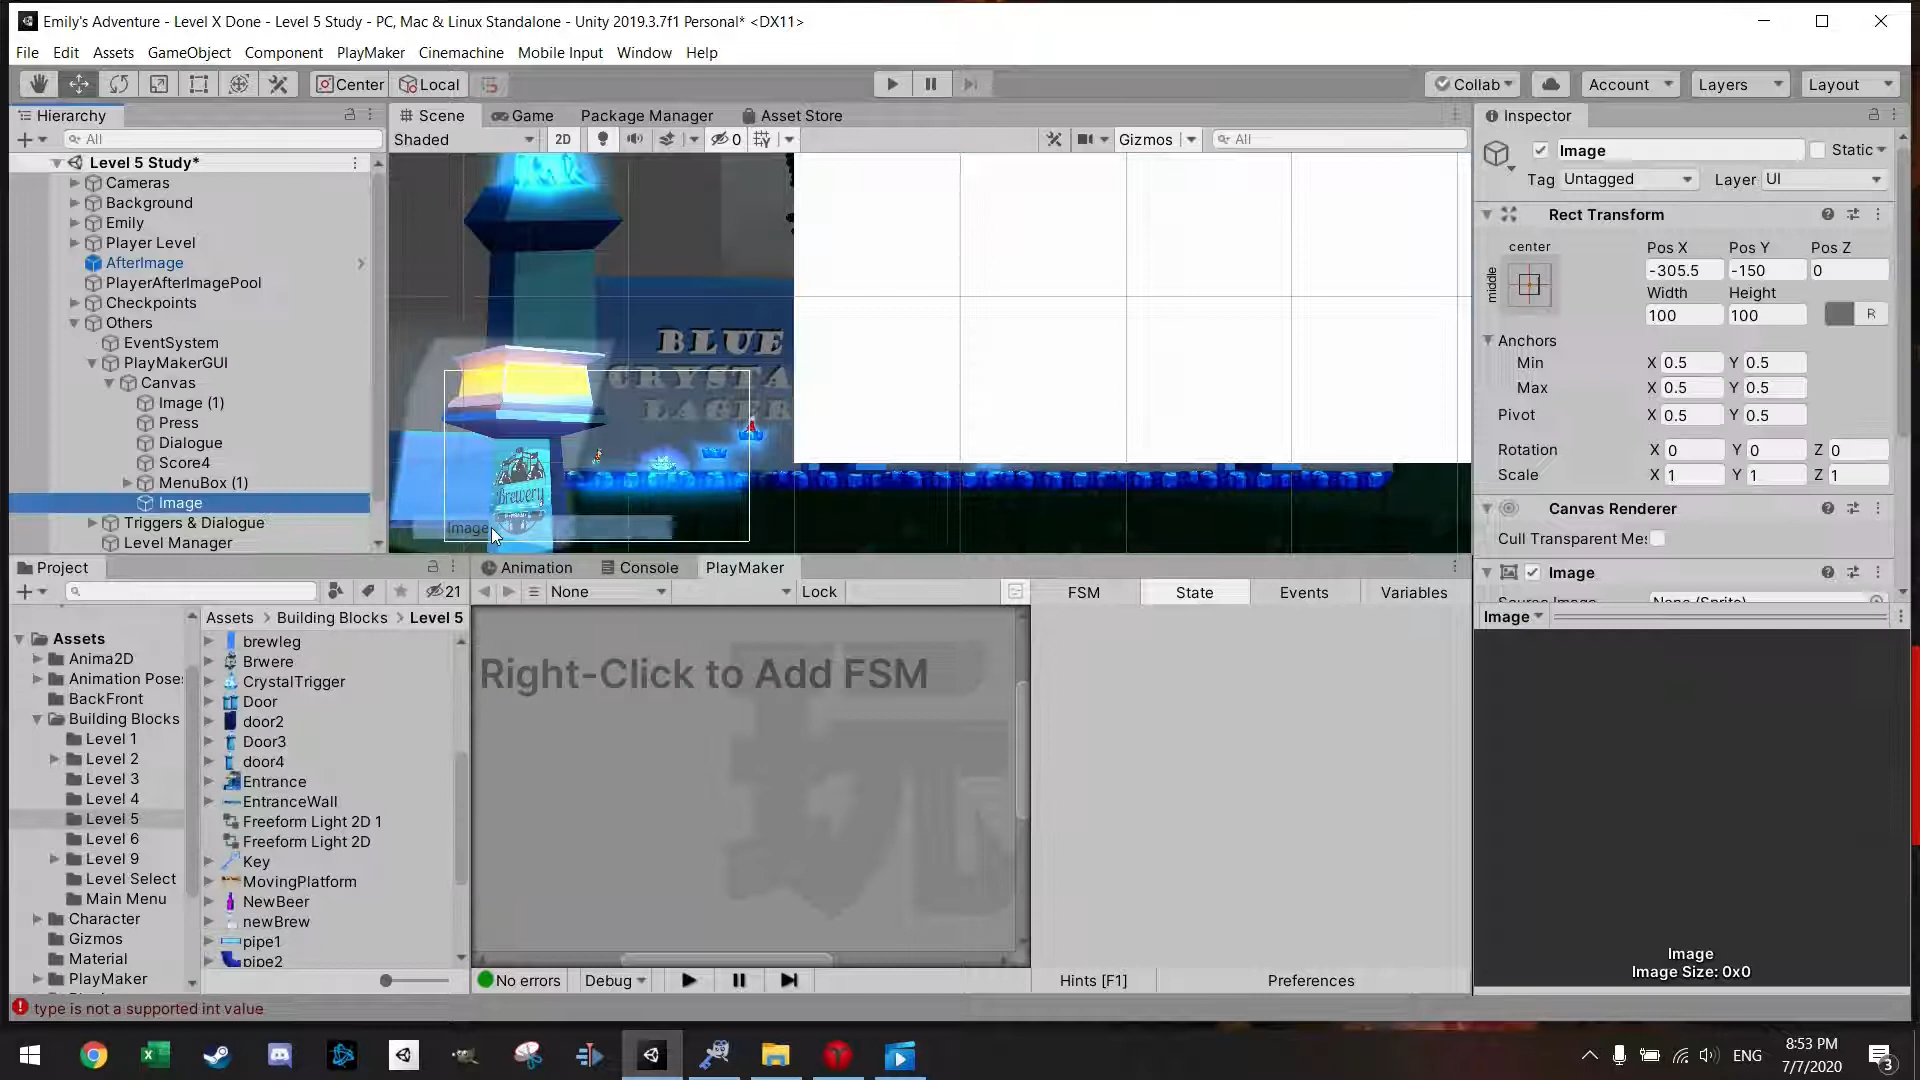 Emily's Adventure - Level X Done - Level 5 Study - PC, Mac & Linux Standalone - Unity 2019.3.7f1 Personal* <DX11>
File Edit Assets GameObject Component PlayMaker Cinemachine Mobile Input Window Help
Center Local Collab Account Layers Layout
Hierarchy
All
Level 5 Study*
Cameras
Background
Emily
Player Level
AfterImage
PlayerAfterImagePool
Checkpoints
Others
EventSystem
PlayMakerGUI
Canvas
Image (1)
Press
Dialogue
Score4
MenuBox (1)
Image
Triggers & Dialogue
Level Manager
Scene Game Package Manager Asset Store
Shaded 2D 0 Gizmos All
BLUE
CRYSTA
LAGER
Brewery
Image
Inspector
Image Static
Tag Untagged Layer UI
Rect Transform
center Pos X Pos Y Pos Z
middle -305.5 -150 0
Width Height
100 100 R
Anchors
Min X 0.5 Y 0.5
Max X 0.5 Y 0.5
Pivot X 0.5 Y 0.5
Rotation X 0 Y 0 Z 0
Scale X 1 Y 1 Z 1
Canvas Renderer
Cull Transparent Me:
Image
Source Image None (Sprite)
Image
Image
Image Size: 0x0
Project
21
Assets
Anima2D
Animation Pose:
BackFront
Building Blocks
Level 1
Level 2
Level 3
Level 4
Level 5
Level 6
Level 9
Level Select
Main Menu
Character
Gizmos
Material
PlayMaker
Assets > Building Blocks > Level 5
brewleg
Brwere
CrystalTrigger
Door
door2
Door3
door4
Entrance
EntranceWall
Freeform Light 2D 1
Freeform Light 2D
Key
MovingPlatform
NewBeer
newBrew
pipe1
pipe2
Animation Console PlayMaker
None Lock
FSM State Events Variables
Right-Click to Add FSM
No errors Debug Hints [F1] Preferences
type is not a supported int value
ENG
8:53 PM
7/7/2020
3